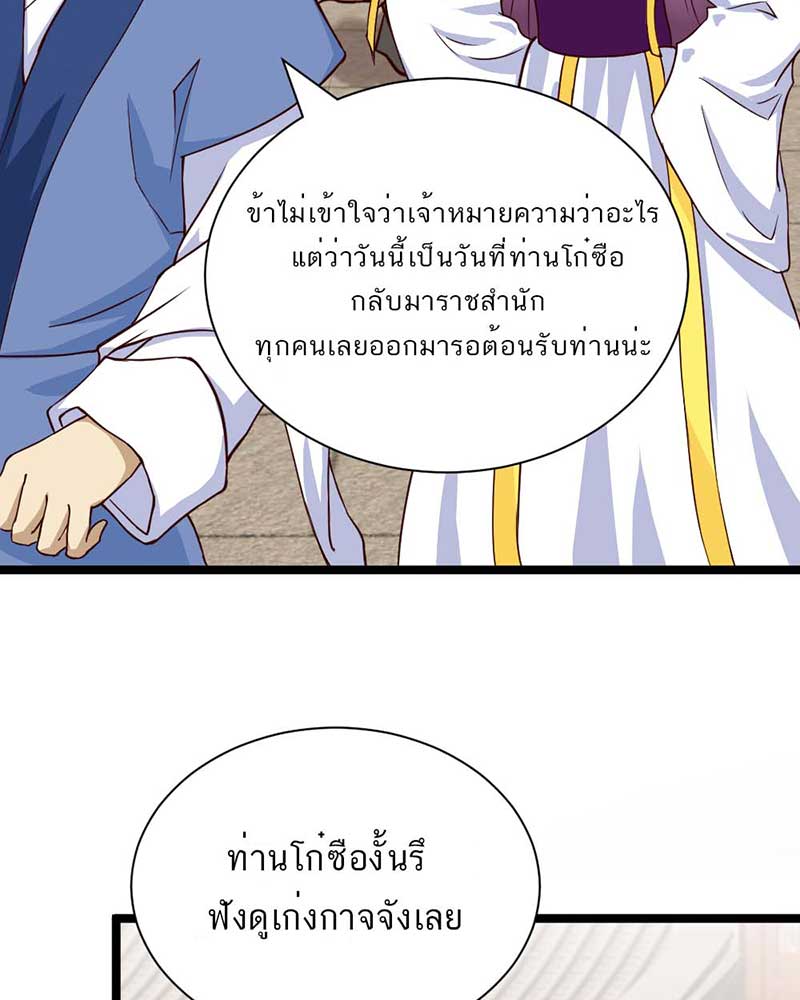 ข้าไม่เข้าใจว่าเจ้าหมายความว่าอะไร
แต่ว่าวันนี้เป็นวันที่ท่านโก๋ซือ
กลับมาราชสำนัก
ทุกคนเลยออกมารอต้อนรับท่านน่ะ
ท่านโก๋ซืองั้นรึ
ฟังดูเก่งกาจจังเลย